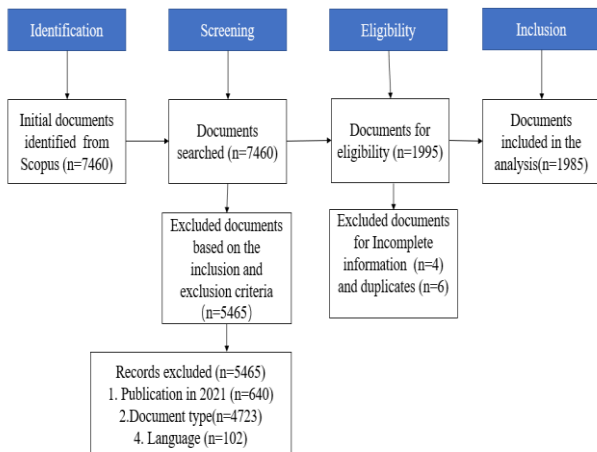 Identification
Screening
Eligibility
Inclusion
Initial documents
identified from
Scopus (n=7460)
Documents
searched (n=7460)
Documents for
eligibility (n=1995)
Documents
included in the
analysis(n=1985)
Excluded documents
based on the
inclusion and
exclusion criteria
(n=5465)
Excluded documents
for Incomplete
information (n=4)
and duplicates (n=6)
Records excluded (n=5465)
1. Publication in 2021 (n=640)
2.Document type(n=4723)
4. Language (n=102)